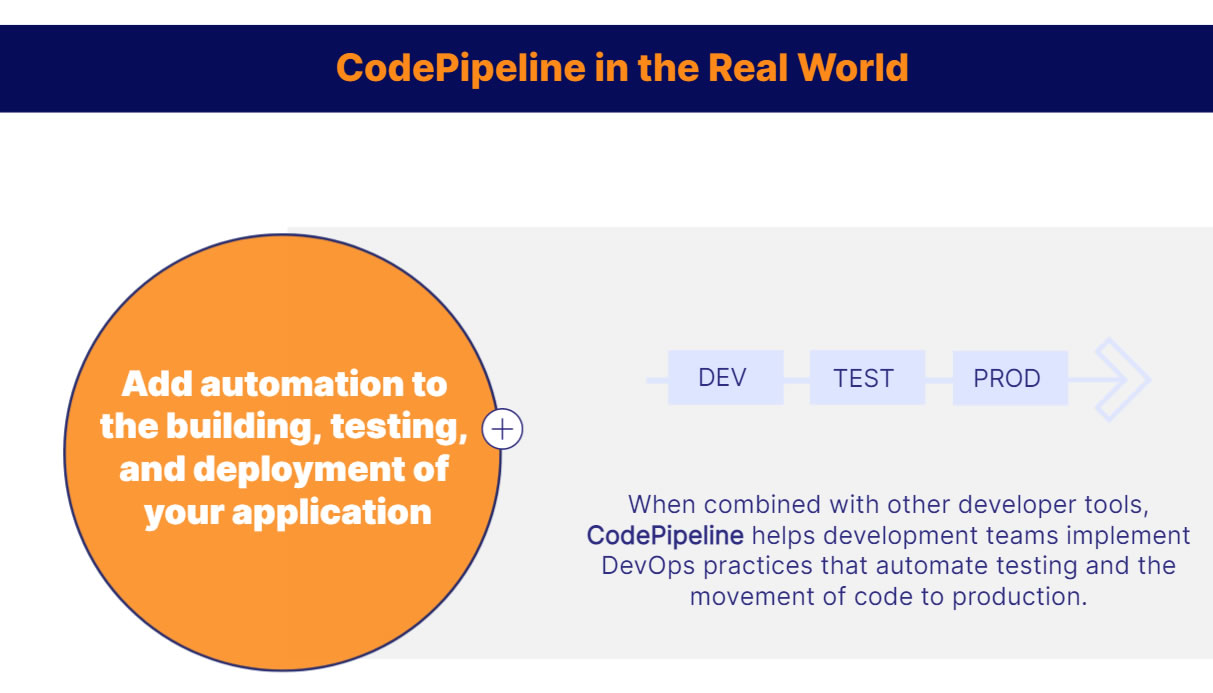 CodePipeline in the Real World
Add automation to
the building, testing,
and deployment of
your application
DEV
TEST
PROD
When combined with other developer tools,
CodePipeline helps development teams implement
DevOps practices that automate testing and the
movement of code to production.